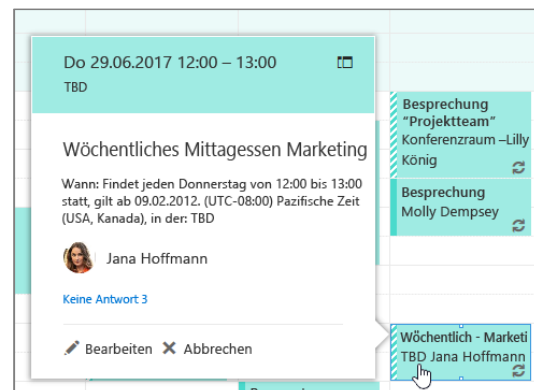 Do 29.06.2017 12:00 – 13:00
TBD
Wöchentliches Mittagessen Marketing
Wann: Findet jeden Donnerstag von 12:00 bis 13:00
statt, gilt ab 09.02.2012. (UTC-08:00) Pazifische Zeit
(USA, Kanada), in der: TBD
Jana Hoffmann
Keine Antwort 3
Bearbeiten
Abbrechen
Besprechung
"Projektteam"
Konferenzraum –Lilly
König
Besprechung
Molly Dempsey
Wöchentlich - Marketi
TBD Jana Hoffmann